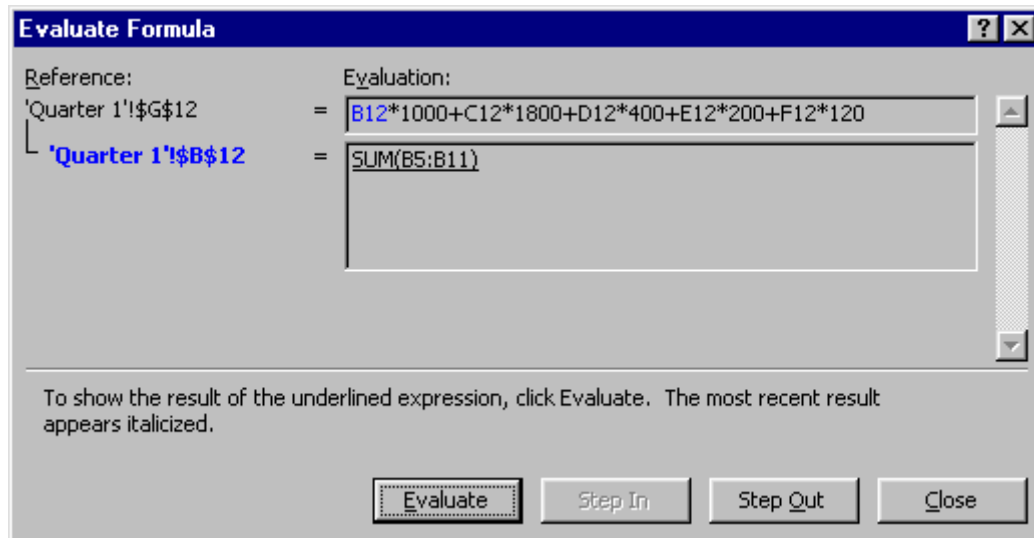 Evaluate Formula
Reference: Evaluation:
'Quarter 1'!$G$12 = B12*1000+C12*1800+D12*400+E12*200+F12*120
'Quarter 1'!$B$12 = SUM(B5:B11)
To show the result of the underlined expression, click Evaluate. The most recent result
appears italicized.
Evaluate Step In Step Out Close